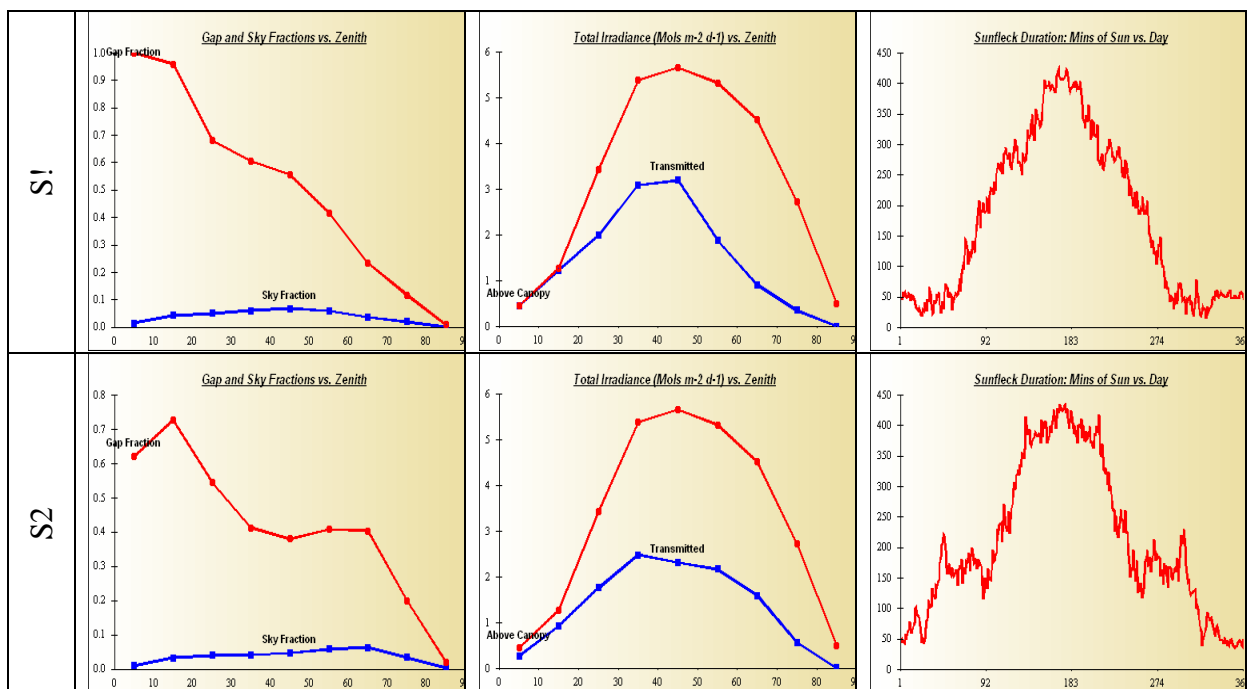 S!
Gap and Sky Fractions vs. Zenith
Gap Fraction
1.0
0.9
0.8
0.7
0.6
0.5
0.4
0.3
0.2
0.1
0.0
Sky Fraction
0 10 20 30 40 50 60 70 80 9
Total Irradiance (Mols m-2 d-1) vs. Zenith
6
5
4
3
2
1
0
Transmitted
Above Canopy
0 10 20 30 40 50 60 70 80 9
Sunfleck Duration: Mins of Sun vs. Day
450
400
350
300
250
200
150
100
50
0
1 92 183 274 36
S2
Gap and Sky Fractions vs. Zenith
0.8
0.7
Gap Fraction
0.6
0.5
0.4
0.3
0.2
0.1
0.0
Sky Fraction
0 10 20 30 40 50 60 70 80 9
Total Irradiance (Mols m-2 d-1) vs. Zenith
6
5
4
3
2
1
0
Transmitted
Above Canopy
0 10 20 30 40 50 60 70 80 9
Sunfleck Duration: Mins of Sun vs. Day
450
400
350
300
250
200
150
100
50
0
1 92 183 274 36